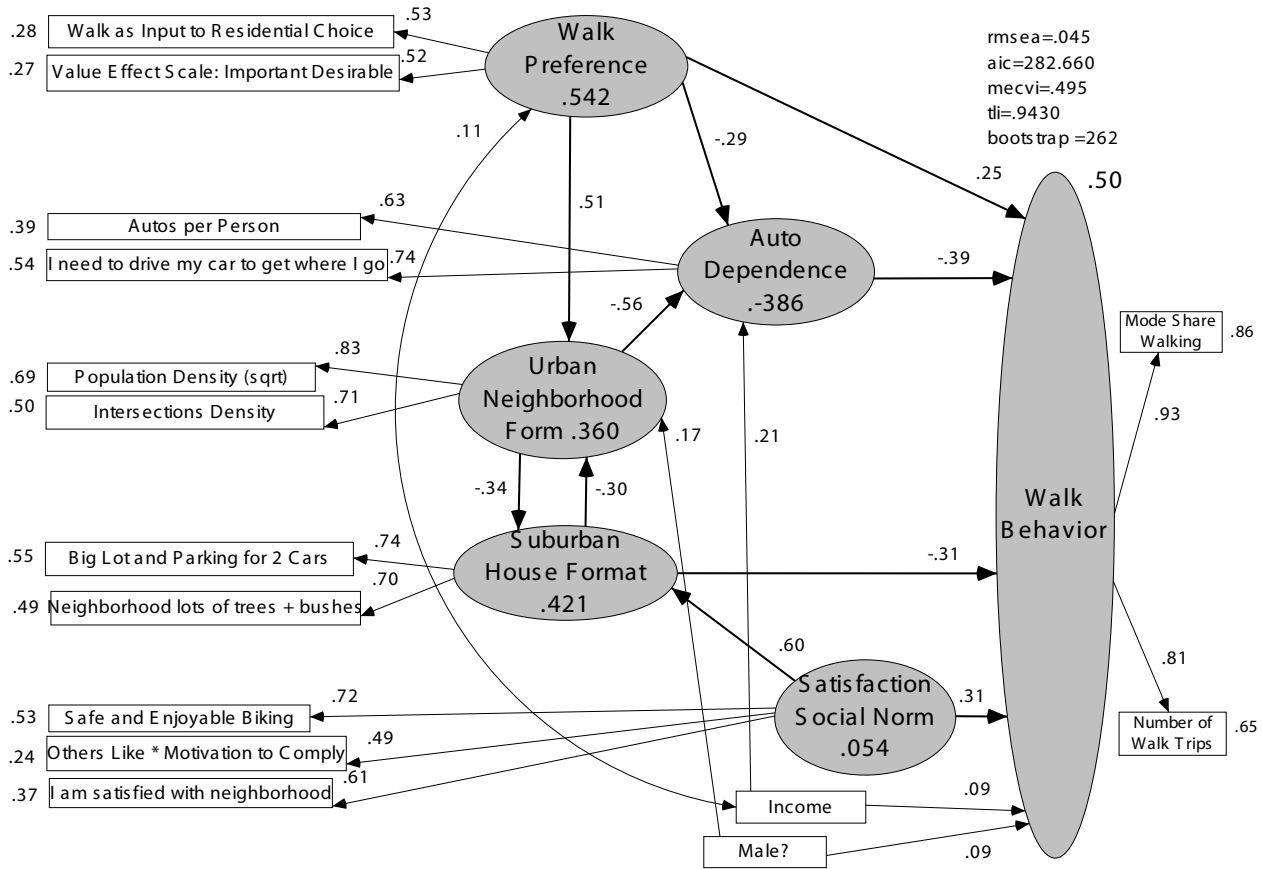 .28
Walk as Input to Residential Choice
.53
.27
Value Effect Scale: Important Desirable
.52
Walk
Preference
.542
rmsea=.045
aic=282.660
mecvi=.495
tli=.9430
bootstrap =262
.11
-.29
.25
.50
.51
.39
Autos per Person
.63
.54
I need to drive my car to get where I go
.74
Auto
Dependence
.-386
-.39
-.56
Mode Share
Walking
.86
.69
Population Density (sqrt)
.83
.50
Intersections Density
.71
Urban
Neighborhood
Form .360
.17
.21
.93
-.34
-.30
Walk
Behavior
.55
Big Lot and Parking for 2 Cars
.74
.49
Neighborhood lots of trees + bushes
.70
Suburban
House Format
.421
-.31
.60
.81
.53
Safe and Enjoyable Biking
.72
.24
Others Like * Motivation to Comply
.49
.37
I am satisfied with neighborhood
.61
Satisfaction
Social Norm
.054
.31
Number of
Walk Trips
.65
Income
.09
Male?
.09